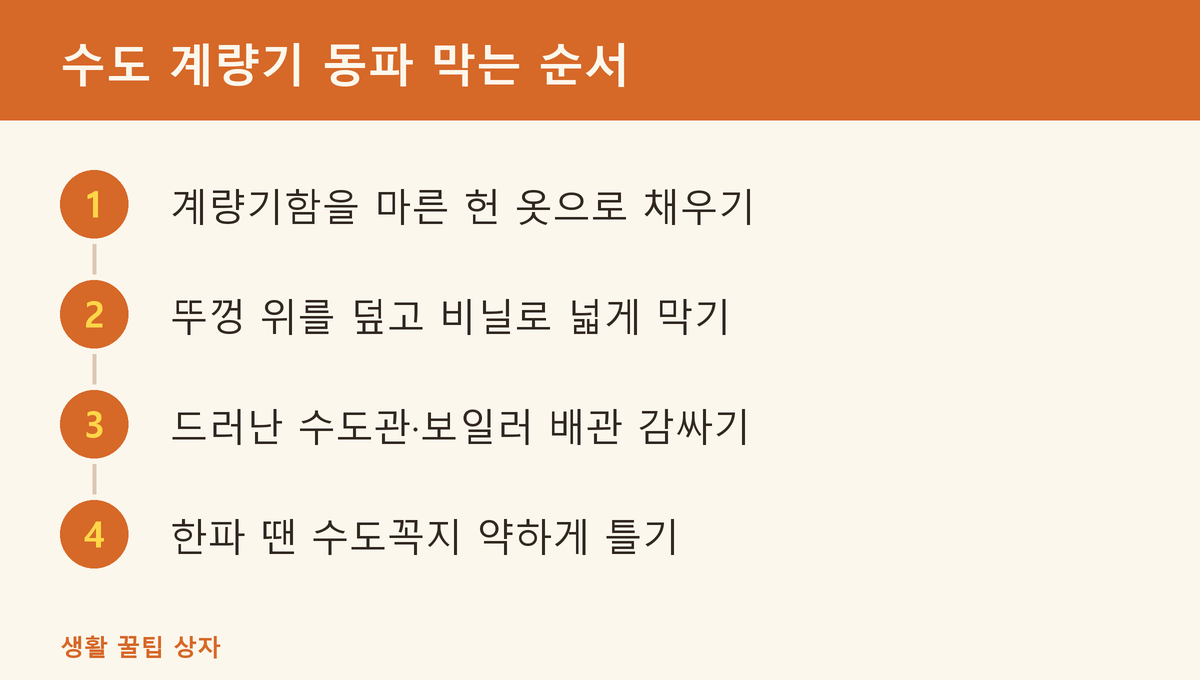 수도 계량기 동파 막는 순서
1 계량기함을 마른 헌 옷으로 채우기
2 뚜껑 위를 덮고 비닐로 넓게 막기
3 드러난 수도관·보일러 배관 감싸기
4 한파 땐 수도꼭지 약하게 틀기
생활 꿀팁 상자